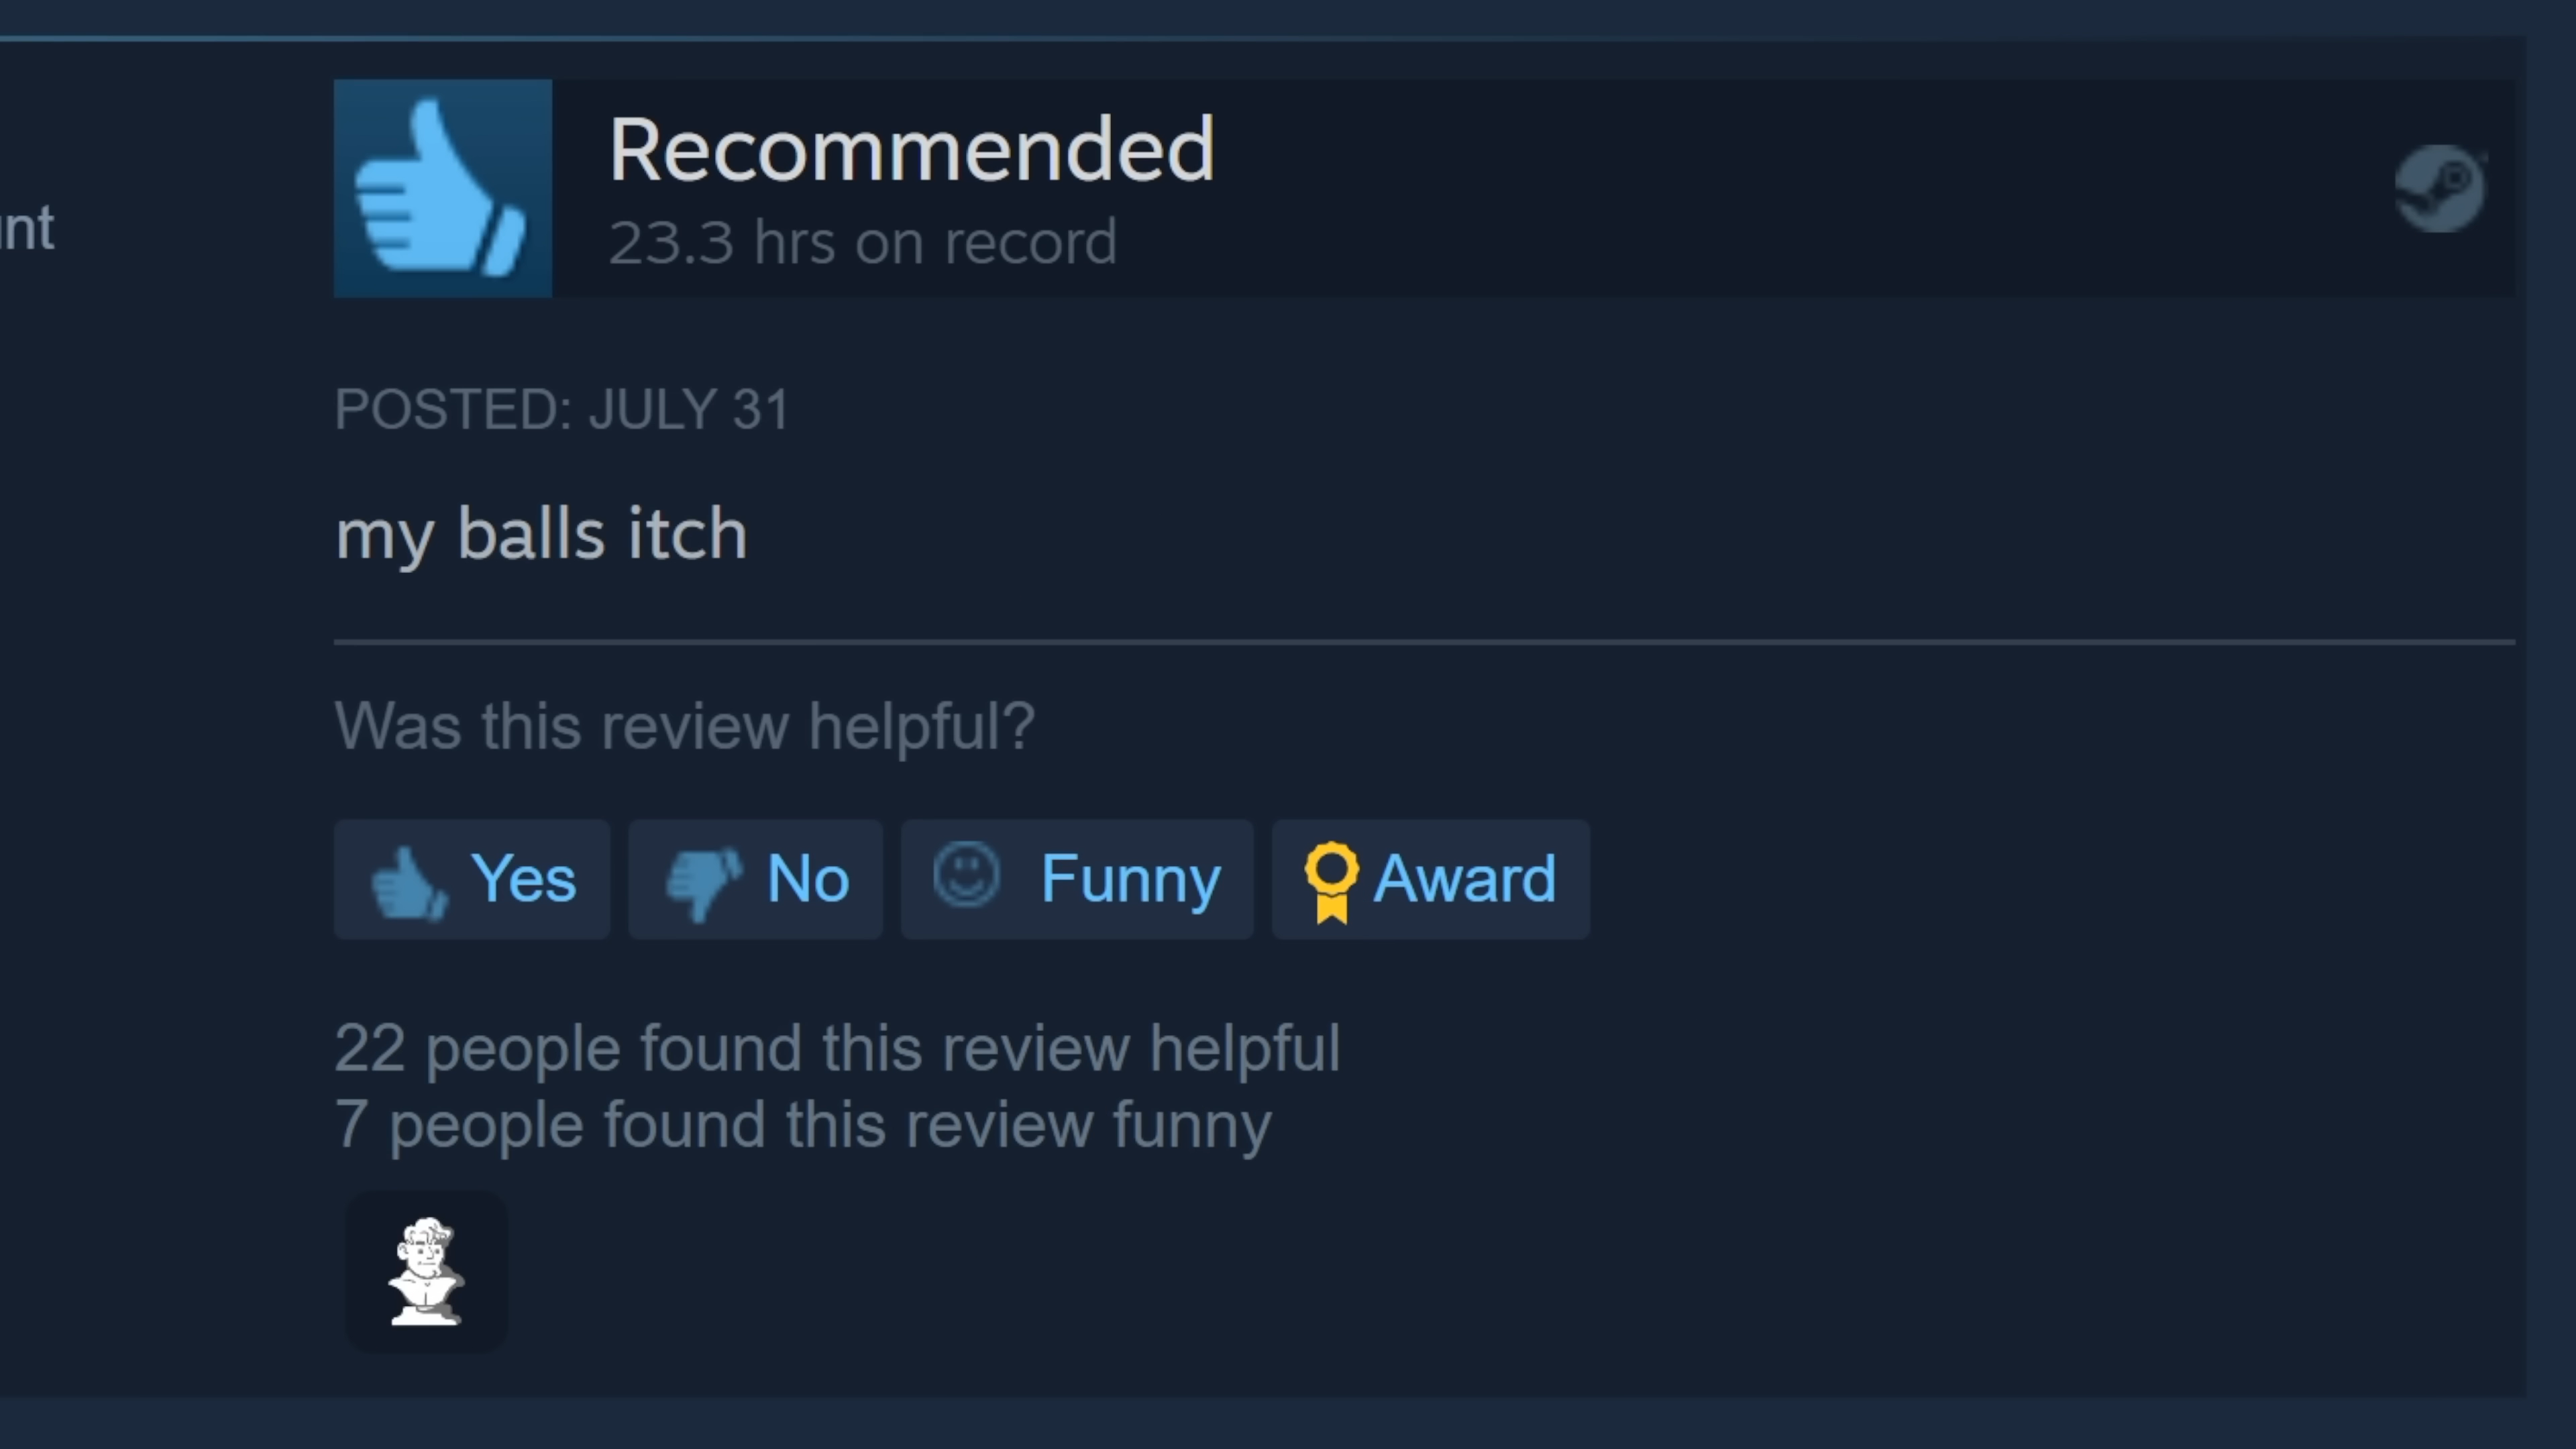 Recommended
23.3 hrs on record
POSTED: JULY 31
my balls itch
Was this review helpful?
Yes
No
Funny
Award
22 people found this review helpful
7 people found this review funny